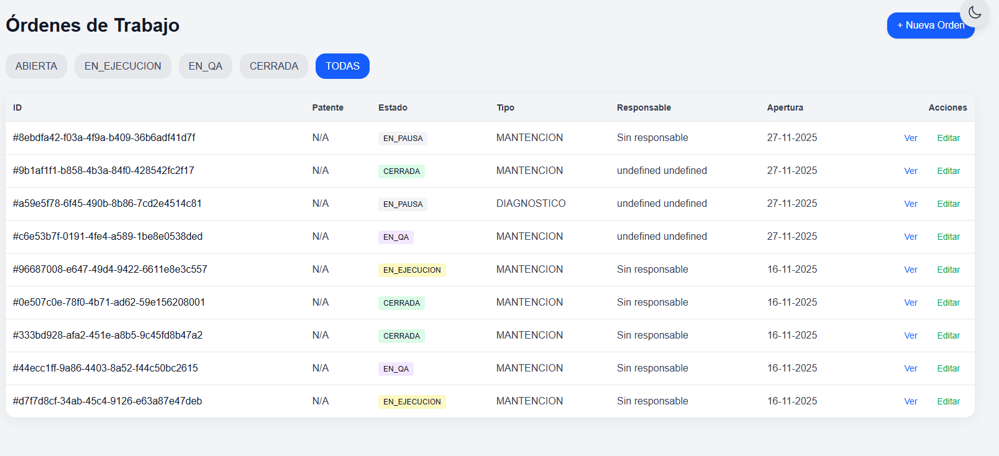 Órdenes de Trabajo
+ Nueva Orden
ABIERTA EN_EJECUCION EN_QA CERRADA TODAS
ID Patente Estado Tipo Responsable Apertura Acciones
#8ebdfa42-f03a-4f9a-b409-36b6adf41d7f N/A EN_PAUSA MANTENCION Sin responsable 27-11-2025 Ver Editar
#9b1af1f1-b858-4b3a-84f0-428542fc2f17 N/A CERRADA MANTENCION undefined undefined 27-11-2025 Ver Editar
#a59e5f78-6f45-490b-8b86-7cd2e4514c81 N/A EN_PAUSA DIAGNOSTICO undefined undefined 27-11-2025 Ver Editar
#c6e53b7f-0191-4fe4-a589-1be8e0538ded N/A EN_QA MANTENCION undefined undefined 27-11-2025 Ver Editar
#96687008-e647-49d4-9422-6611e8e3c557 N/A EN_EJECUCION MANTENCION Sin responsable 16-11-2025 Ver Editar
#0e507c0e-78f0-4b71-ad62-59e156208001 N/A CERRADA MANTENCION Sin responsable 16-11-2025 Ver Editar
#333bd928-afa2-451e-a8b5-9c45fd8b47a2 N/A CERRADA MANTENCION Sin responsable 16-11-2025 Ver Editar
#44ecc1ff-9a86-4403-8a52-f44c50bc2615 N/A EN_QA MANTENCION Sin responsable 16-11-2025 Ver Editar
#d7f7d8cf-34ab-45c4-9126-e63a87e47deb N/A EN_EJECUCION MANTENCION Sin responsable 16-11-2025 Ver Editar